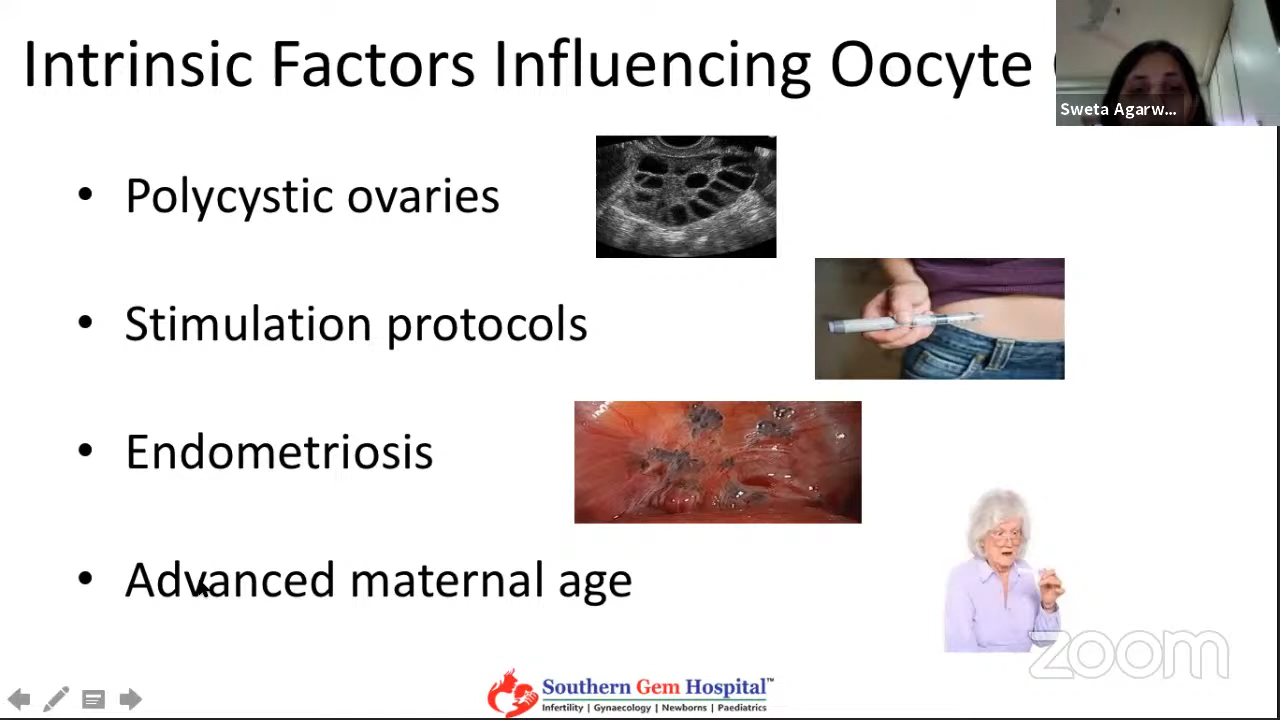 Intrinsic Factors Influencing Oocyte
Sweta Agarw...
• Polycystic ovaries
• Stimulation protocols
• Endometriosis
• Advanced maternal age
zoom
Southern Gem Hospital™
Infertility | Gynaecology | Newborns | Paediatrics